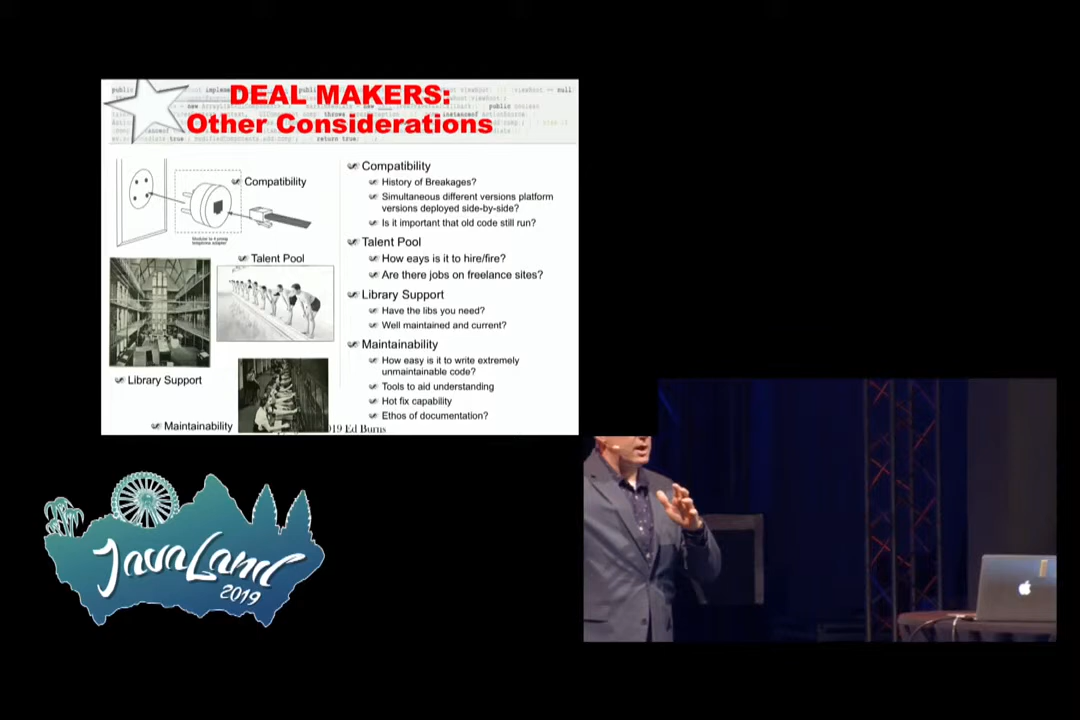 DEAL MAKERS:
Other Considerations
Compatibility
Talent Pool
Library Support
Maintainability
Compatibility
History of Breakages?
Simultaneous different versions platform
versions deployed side-by-side?
Is it important that old code still run?
Talent Pool
How eays is it to hire/fire?
Are there jobs on freelance sites?
Library Support
Have the libs you need?
Well maintained and current?
Maintainability
How easy is it to write extremely
unmaintainable code?
Tools to aid understanding
Hot fix capability
Ethos of documentation?
19 Ed Burns
JavaLand
2019